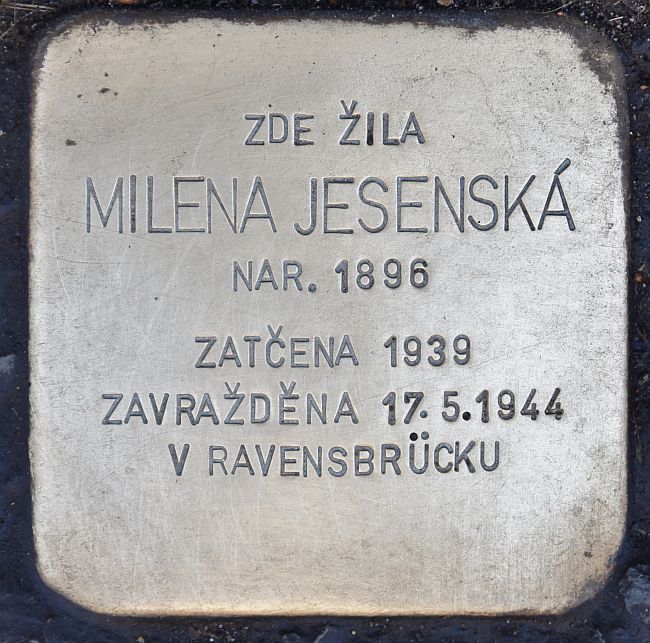 ZDE ŽILA
MILENA JESENSKÁ
NAR. 1896
ZATČENA 1939
ZAVRAŽDĚNA 17.5.1944
V RAVENSBRÜCKU